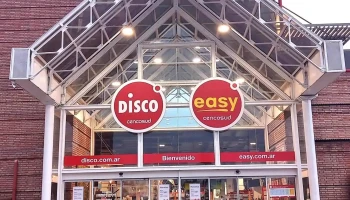 DISCO
cencosud
easy
cencosud
disco.com.ar
Bienvenido
easy.com.ar